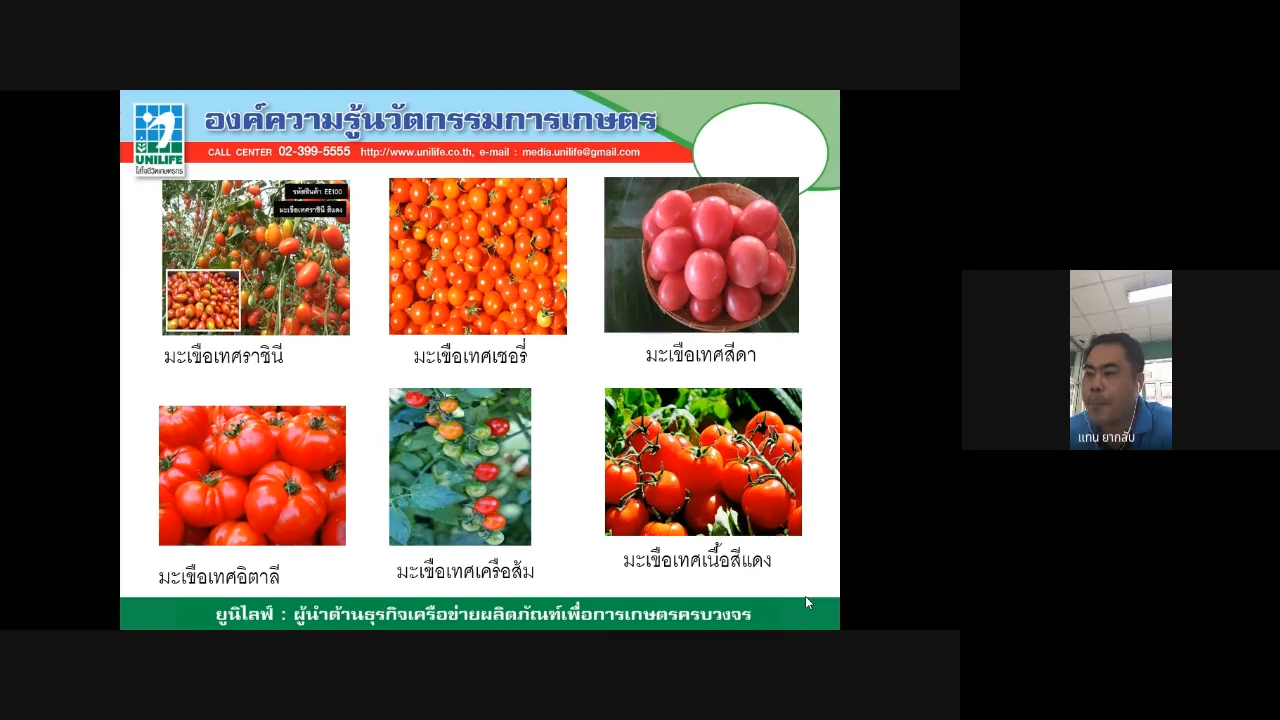 องค์ความรู้นวัตกรรมการเกษตร
CALL CENTER 02-399-5555 http://www.unilife.co.th, e-mail : media.unilife@gmail.com
UNILIFE
ใส่ใจชีวิตเกษตรกร
รหัสสินค้า EE100
มะเขือเทศราชินี สีแดง
มะเขือเทศราชินี
มะเขือเทศเชอรี่
มะเขือเทศสีดา
มะเขือเทศอิตาลี
มะเขือเทศเครือส้ม
มะเขือเทศเนื้อสีแดง
ยูนิไลฟ์ : ผู้นำด้านธุรกิจเครือข่ายผลิตภัณฑ์เพื่อการเกษตรครบวงจร
แทน ยากลับ